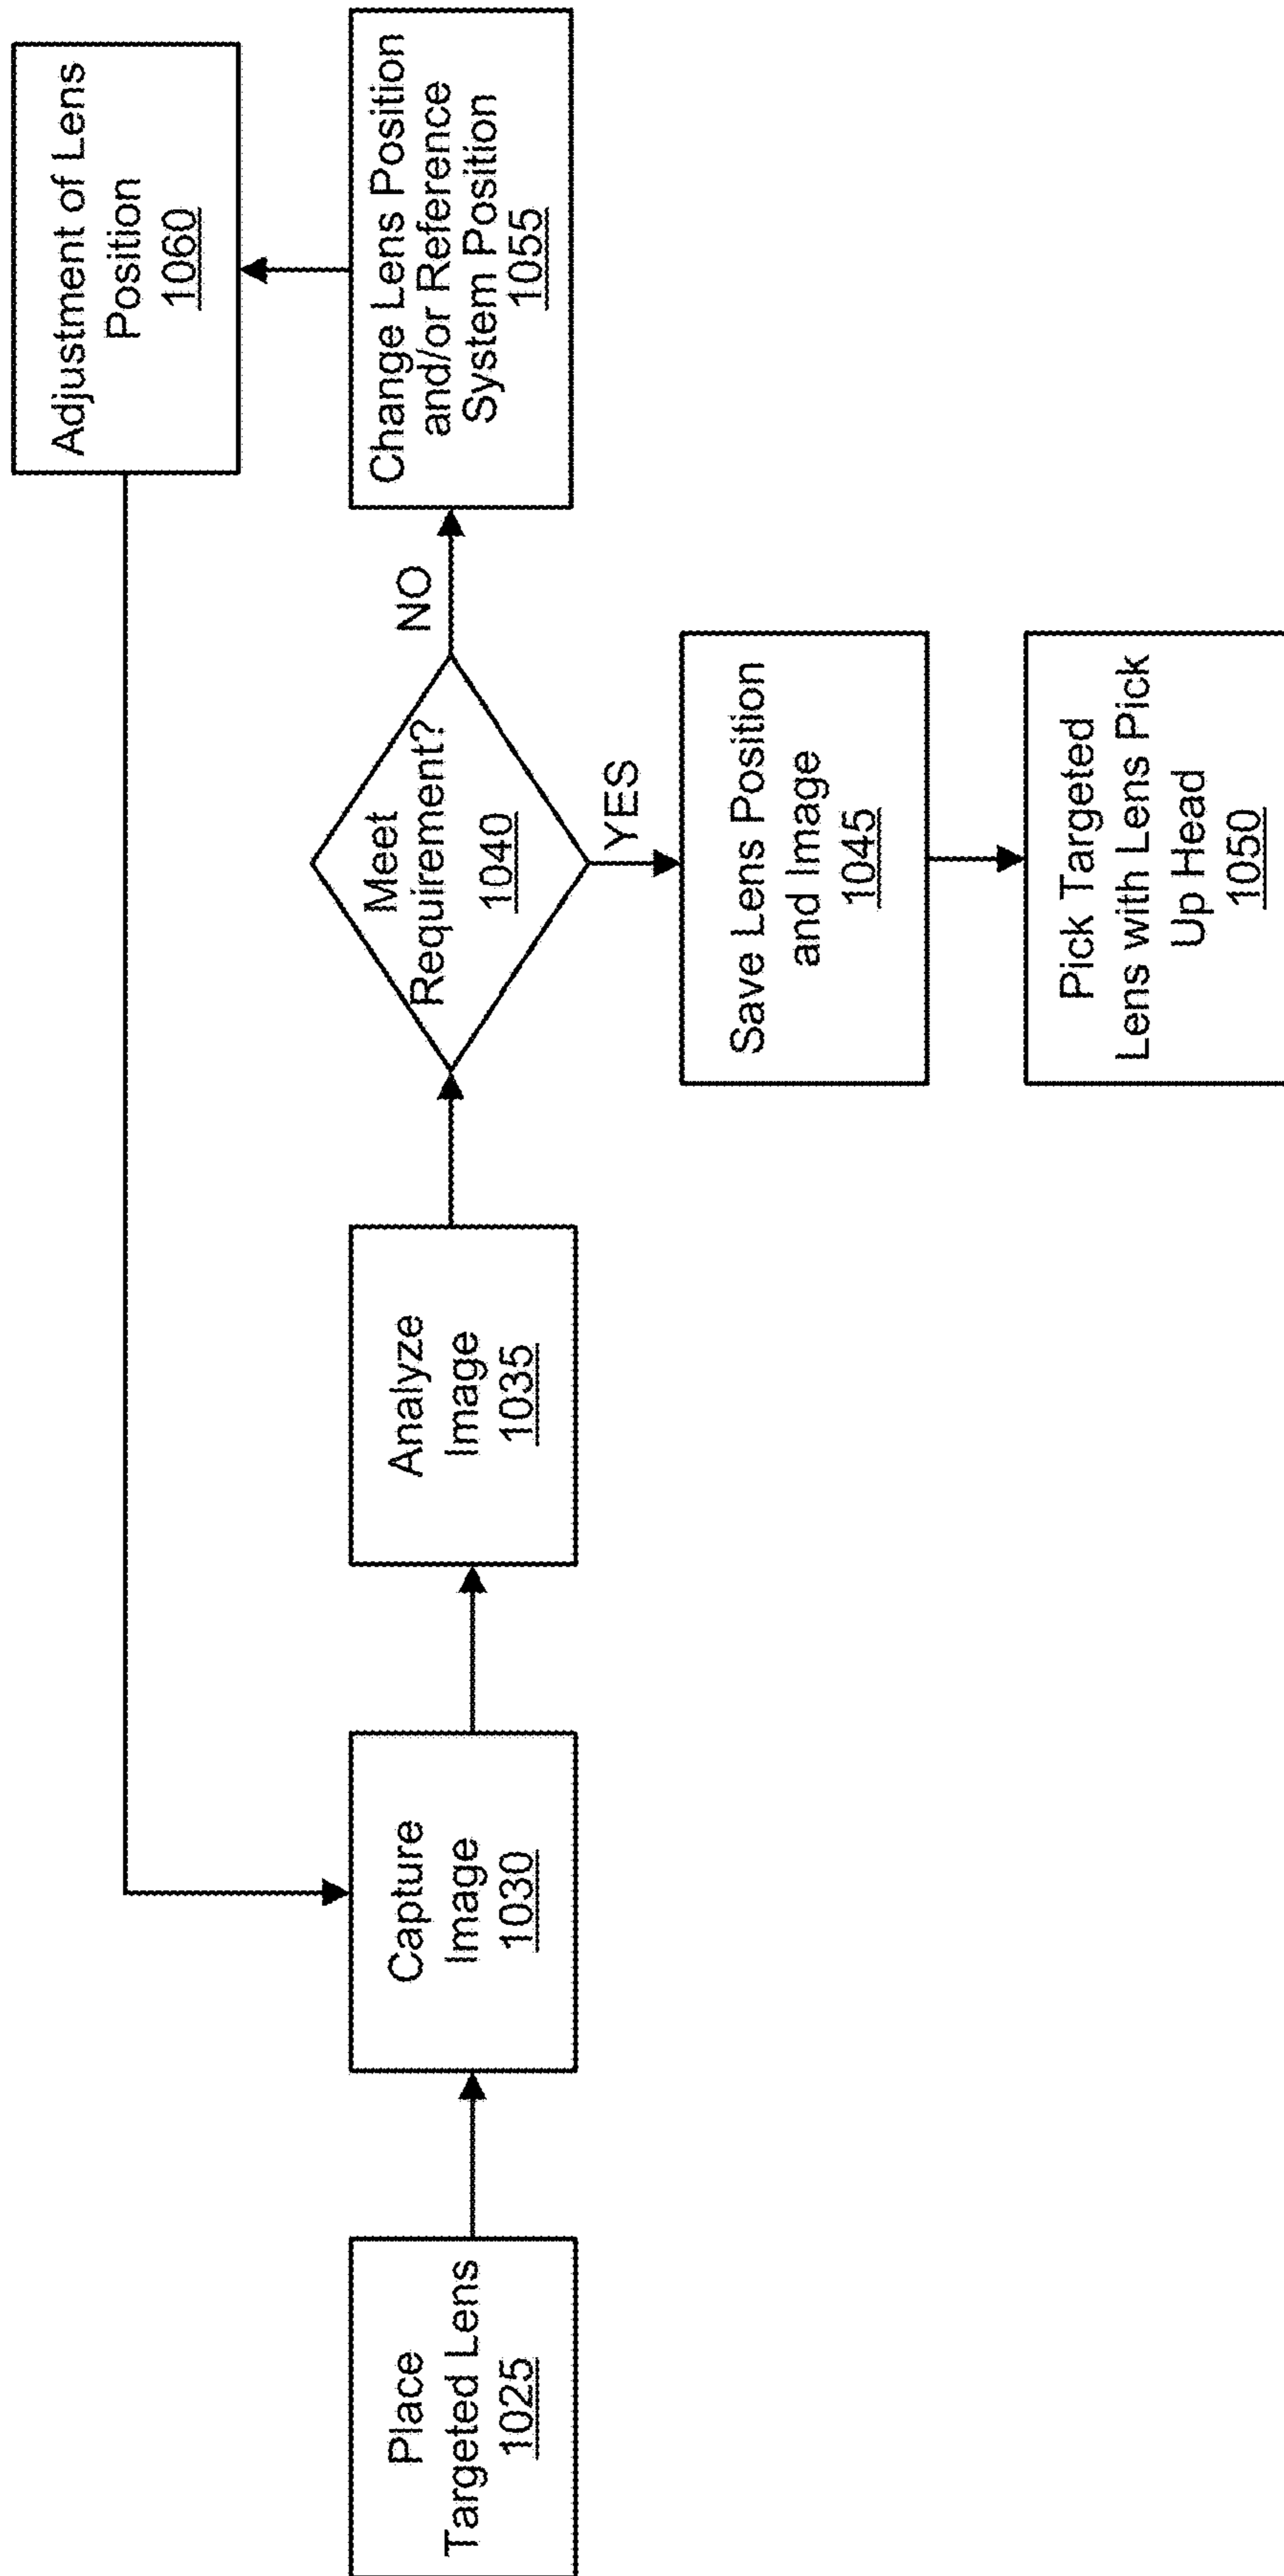 Place
Targeted Lens
1025
Capture
Image
1030
Analyze
Image
1035
Meet
Requirement?
1040
NO
YES
Change Lens Position
and/or Reference
System Position
1055
Adjustment of Lens
Position
1060
Save Lens Position
and Image
1045
Pick Targeted
Lens with Lens Pick
Up Head
1050